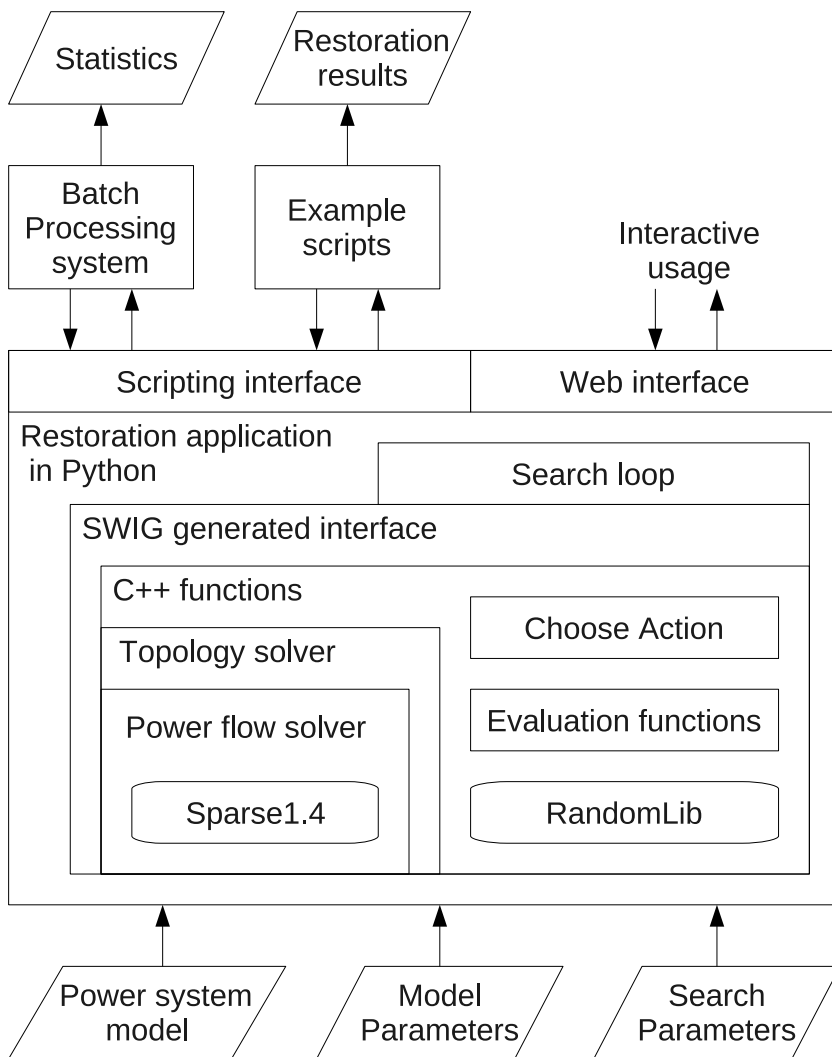 Statistics
Restoration
results
Batch
Processing
system
Example
scripts
Interactive
usage
Scripting interface
Web interface
Restoration application
in Python
Search loop
SWIG generated interface
C++ functions
Choose Action
Topology solver
Evaluation functions
Power flow solver
Sparse1.4
RandomLib
Power system
model
Model
Parameters
Search
Parameters